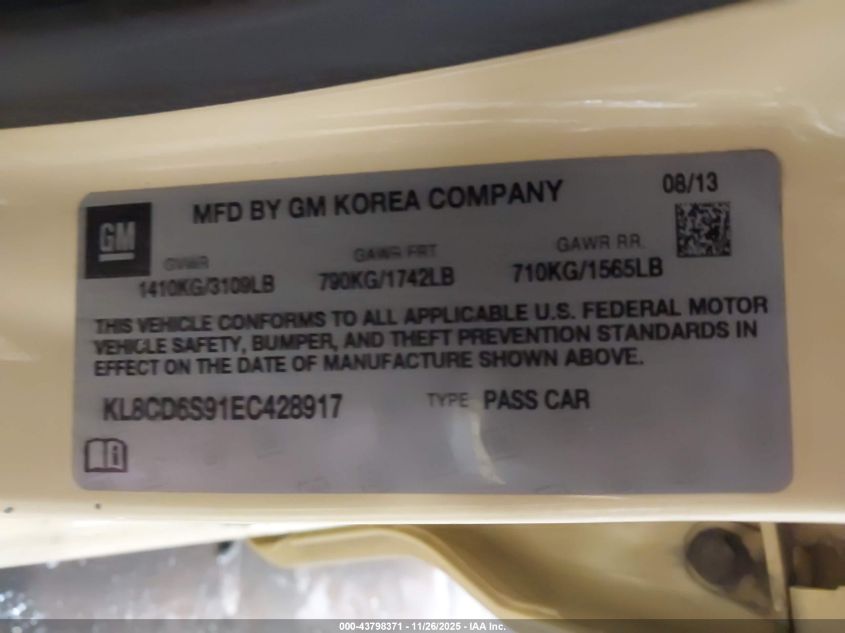 MFD BY GM KOREA COMPANY
08/13
GM
GVWR GAWR FRT GAWR RR.
1410KG/3109LB 790KG/1742LB 710KG/1565LB
THIS VEHICLE CONFORMS TO ALL APPLICABLE U.S. FEDERAL MOTOR
VEHICLE SAFETY, BUMPER, AND THEFT PREVENTION STANDARDS IN
EFFECT ON THE DATE OF MANUFACTURE SHOWN ABOVE.
KL8CD6S91EC428917 TYPE PASS CAR
000-43798371 - 11/26/2025 - IAA Inc.